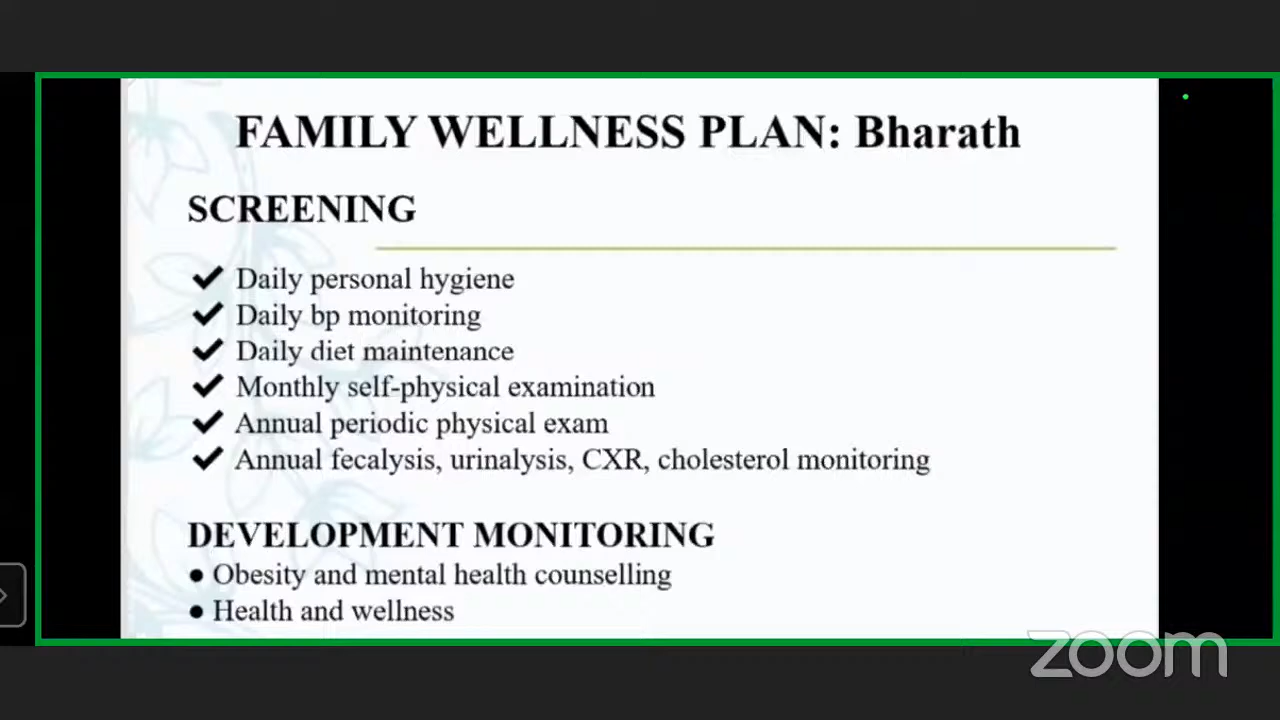 FAMILY WELLNESS PLAN: Bharath
SCREENING
✔ Daily personal hygiene
✔ Daily bp monitoring
✔ Daily diet maintenance
✔ Monthly self-physical examination
✔ Annual periodic physical exam
✔ Annual fecalysis, urinalysis, CXR, cholesterol monitoring
DEVELOPMENT MONITORING
● Obesity and mental health counselling
● Health and wellness
zoom